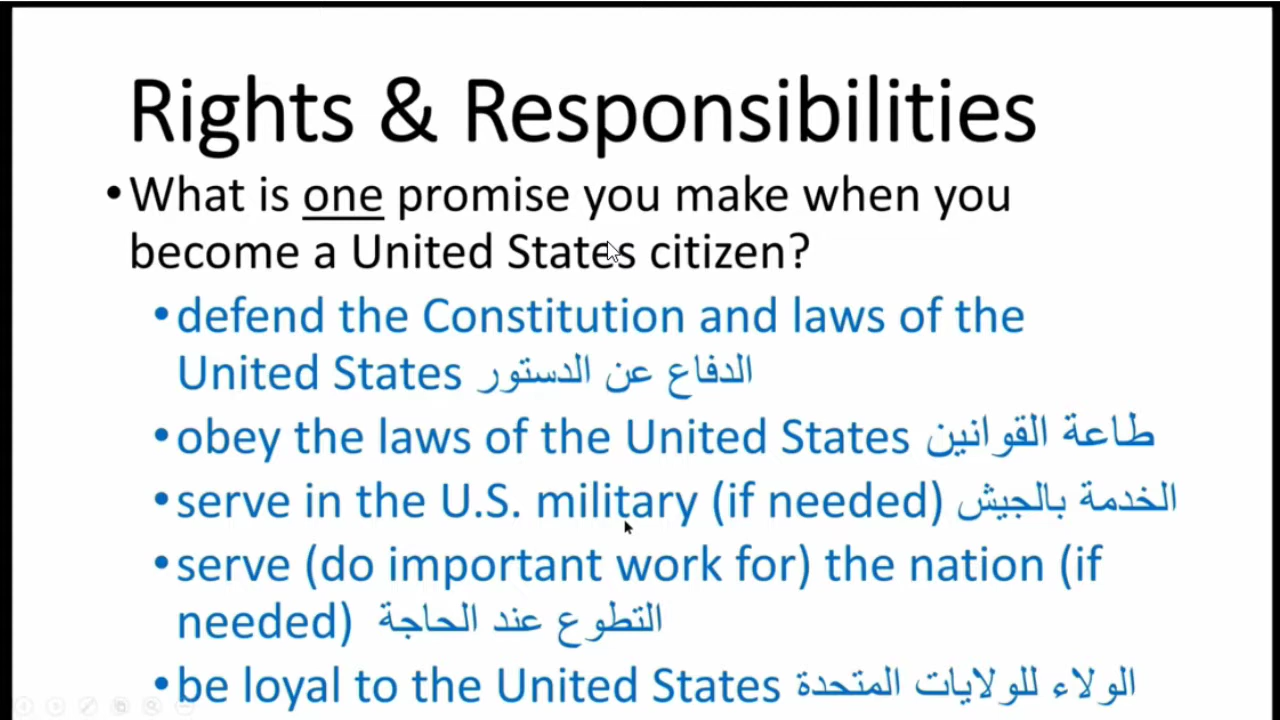 Rights & Responsibilities
• What is one promise you make when you
become a United States citizen?
• defend the Constitution and laws of the
United States الدفاع عن الدستور
• obey the laws of the United States طاعة القوانين
• serve in the U.S. military (if needed) الخدمة بالجيش
• serve (do important work for) the nation (if
needed) التطوع عند الحاجة
• be loyal to the United States الولاء للولايات المتحدة